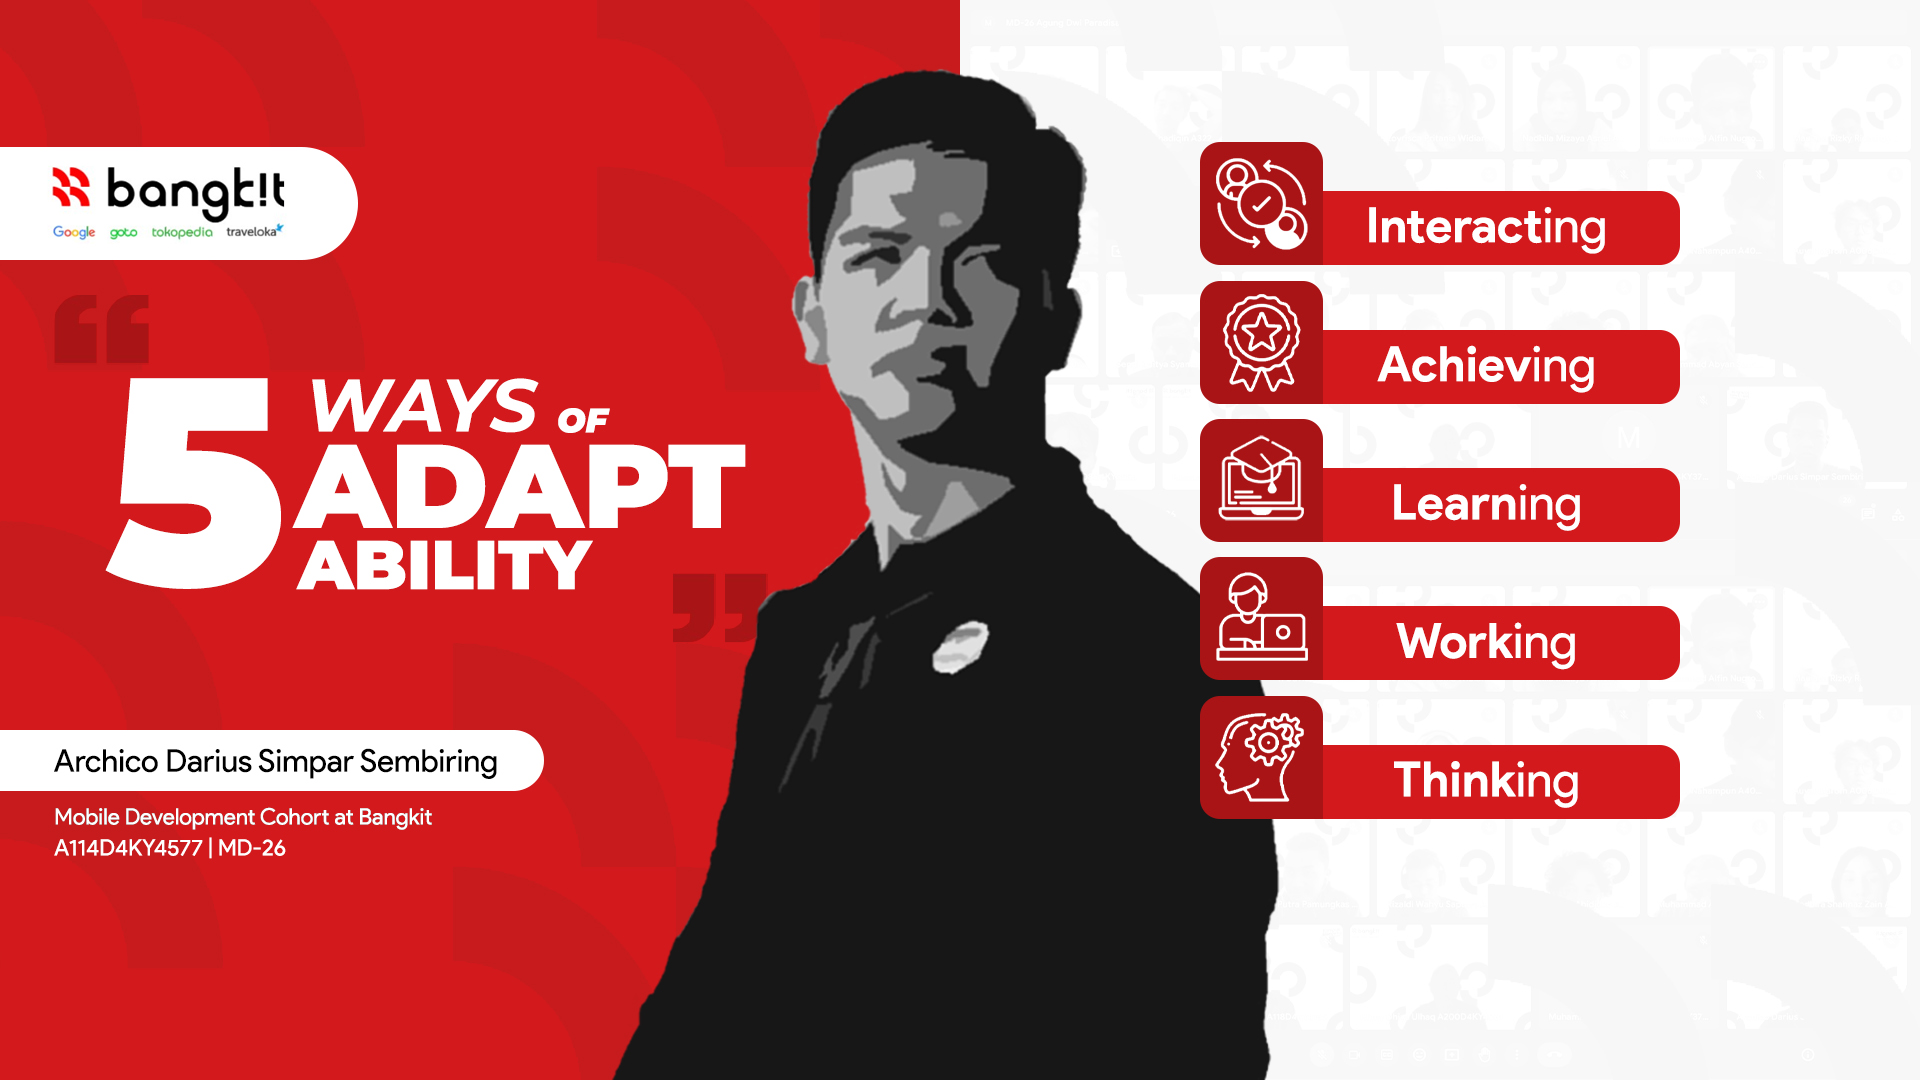 bangk!t
Google goto tokopedia traveloka
5 WAYS OF
ADAPT
ABILITY
Archico Darius Simpar Sembiring
Mobile Development Cohort at Bangkit
A114D4KY4577 | MD-26
Interacting
Achieving
Learning
Working
Thinking
M